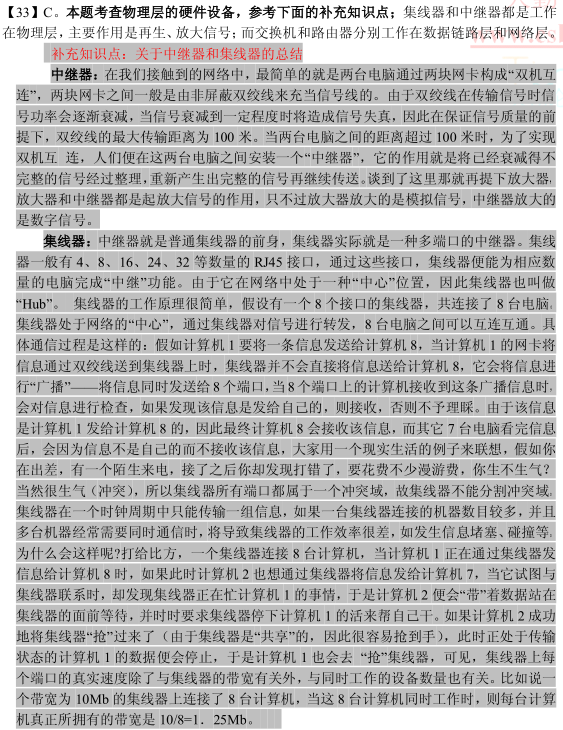 【33】C。本题考查物理层的硬件设备，参考下面的补充知识点；集线器和中继器都是工作
在物理层，主要作用是再生、放大信号；而交换机和路由器分别工作在数据链路层和网络层。
补充知识点：关于中继器和集线器的总结
中继器：在我们接触到的网络中，最简单的就是两台电脑通过两块网卡构成“双机互
连”，两块网卡之间一般是由非屏蔽双绞线来充当信号线的。由于双绞线在传输信号时信
号功率会逐渐衰减，当信号衰减到一定程度时将造成信号失真，因此在保证信号质量的前
提下，双绞线的最大传输距离为 100 米。当两台电脑之间的距离超过 100 米时，为了实现
双机互 连，人们便在这两台电脑之间安装一个“中继器”，它的作用就是将已经衰减得不
完整的信号经过整理，重新产生出完整的信号再继续传送。谈到了这里那就再提下放大器，
放大器和中继器都是起放大信号的作用，只不过放大器放大的是模拟信号，中继器放大的
是数字信号。
集线器：中继器就是普通集线器的前身，集线器实际就是一种多端口的中继器。集线
器一般有 4、8、16、24、32 等数量的 RJ45 接口，通过这些接口，集线器便能为相应数
量的电脑完成“中继”功能。由于它在网络中处于一种“中心”位置，因此集线器也叫做
“Hub”。 集线器的工作原理很简单，假设有一个 8 个接口的集线器，共连接了 8 台电脑。
集线器处于网络的“中心”，通过集线器对信号进行转发，8 台电脑之间可以互连互通。具
体通信过程是这样的：假如计算机 1 要将一条信息发送给计算机 8，当计算机 1 的网卡将
信息通过双绞线送到集线器上时，集线器并不会直接将信息送给计算机 8，它会将信息进
行“广播”——将信息同时发送给 8 个端口，当 8 个端口上的计算机接收到这条广播信息时，
会对信息进行检查，如果发现该信息是发给自己的，则接收，否则不予理睬。由于该信息
是计算机 1 发给计算机 8 的，因此最终计算机 8 会接收该信息，而其它 7 台电脑看完信息
后，会因为信息不是自己的而不接收该信息，大家用一个现实生活的例子来联想，假如你
在出差，有一个陌生来电，接了之后你却发现打错了，要花费不少漫游费，你生不生气？
当然很生气（冲突），所以集线器所有端口都属于一个冲突域，故集线器不能分割冲突域。
集线器在一个时钟周期中只能传输一组信息，如果一台集线器连接的机器数目较多，并且
多台机器经常需要同时通信时，将导致集线器的工作效率很差，如发生信息堵塞、碰撞等。
为什么会这样呢?打给比方，一个集线器连接 8 台计算机，当计算机 1 正在通过集线器发
信息给计算机 8 时，如果此时计算机 2 也想通过集线器将信息发给计算机 7，当它试图与
集线器联系时，却发现集线器正在忙计算机 1 的事情，于是计算机 2 便会“带”着数据站在
集线器的面前等待，并时时要求集线器停下计算机 1 的活来帮自己干。如果计算机 2 成功
地将集线器“抢”过来了（由于集线器是“共享”的，因此很容易抢到手），此时正处于传输
状态的计算机 1 的数据便会停止，于是计算机 1 也会去 “抢”集线器，可见，集线器上每
个端口的真实速度除了与集线器的带宽有关外，与同时工作的设备数量也有关。比如说一
个带宽为 10Mb 的集线器上连接了 8 台计算机，当这 8 台计算机同时工作时，则每台计算
机真正所拥有的带宽是 10/8=1．25Mb。